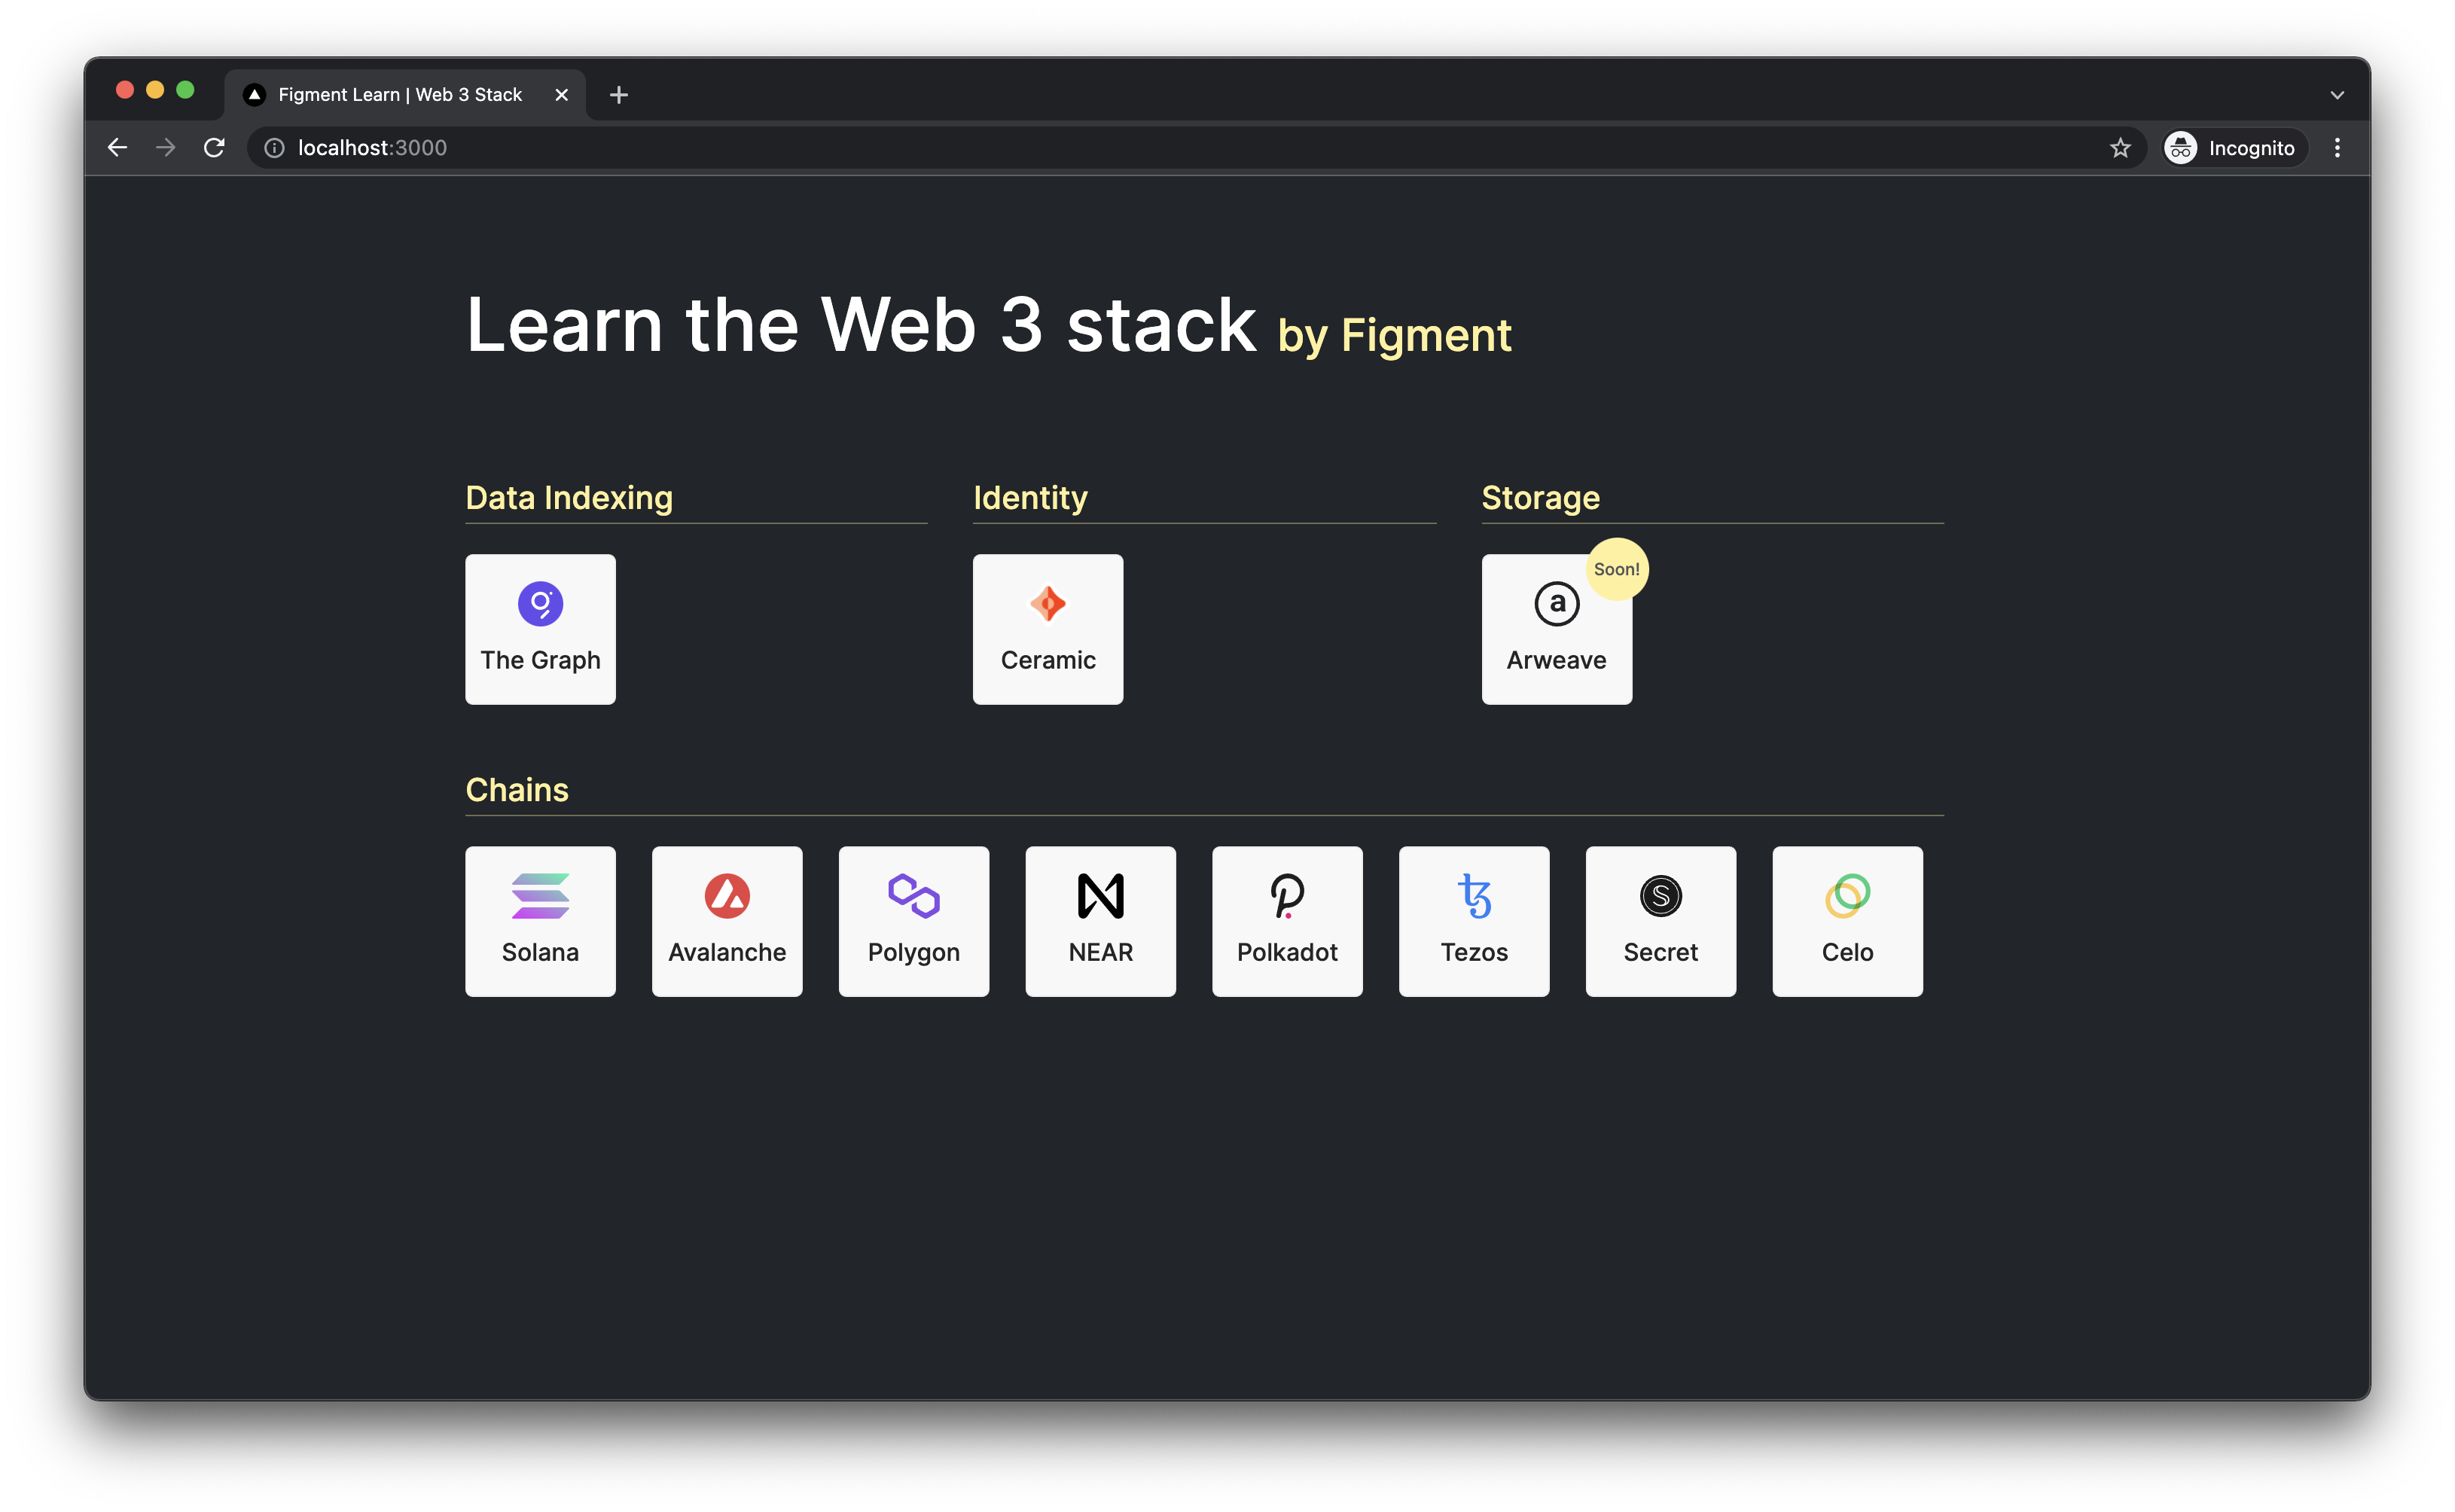 Figment Learn | Web 3 Stack
localhost:3000
Incognito
Learn the Web 3 stack by Figment
Data Indexing
Identity
Storage
Soon!
The Graph
Ceramic
a
Arweave
Chains
Solana
Avalanche
Polygon
NEAR
Polkadot
Tezos
Secret
Celo